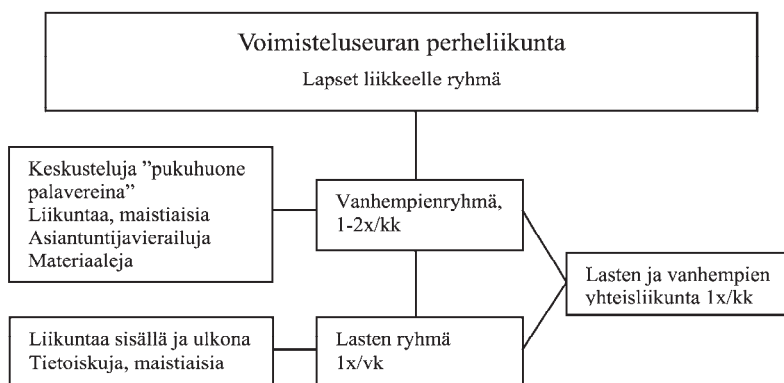 Voimisteluseuran perheliikunta
Lapset liikkeelle ryhmä
Keskusteluja ”pukuhuone
palavereina”
Liikuntaa, maistiaisia
Asiantuntijavierailuja
Materiaaleja
Vanhempienryhmä,
1-2x/kk
Lasten ja vanhempien
yhteisliikunta 1x/kk
Liikuntaa sisällä ja ulkona
Tietoiskuja, maistiaisia
Lasten ryhmä
1x/vk